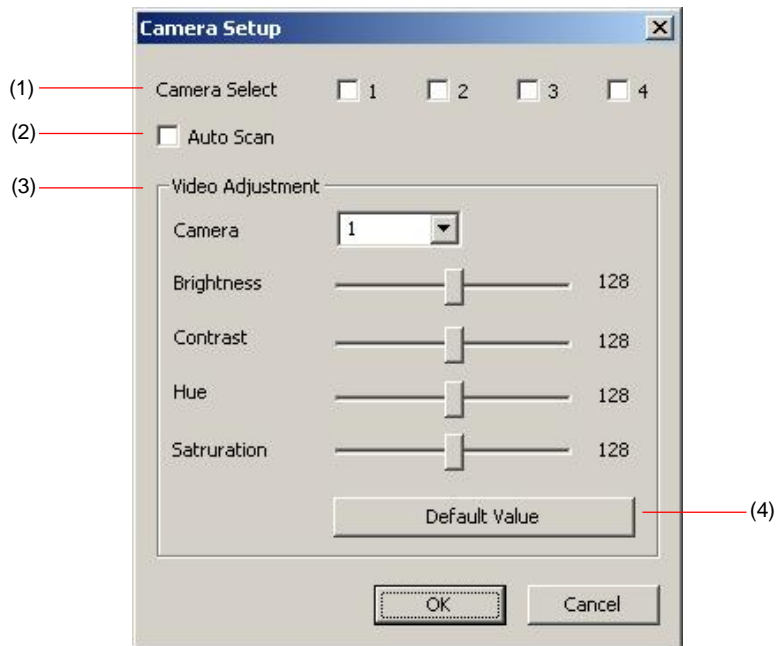 Camera Setup
(1) Camera Select 1 2 3 4
(2) Auto Scan
(3) Video Adjustment
Camera 1
Brightness 128
Contrast 128
Hue 128
Satruration 128
Default Value (4)
OK Cancel